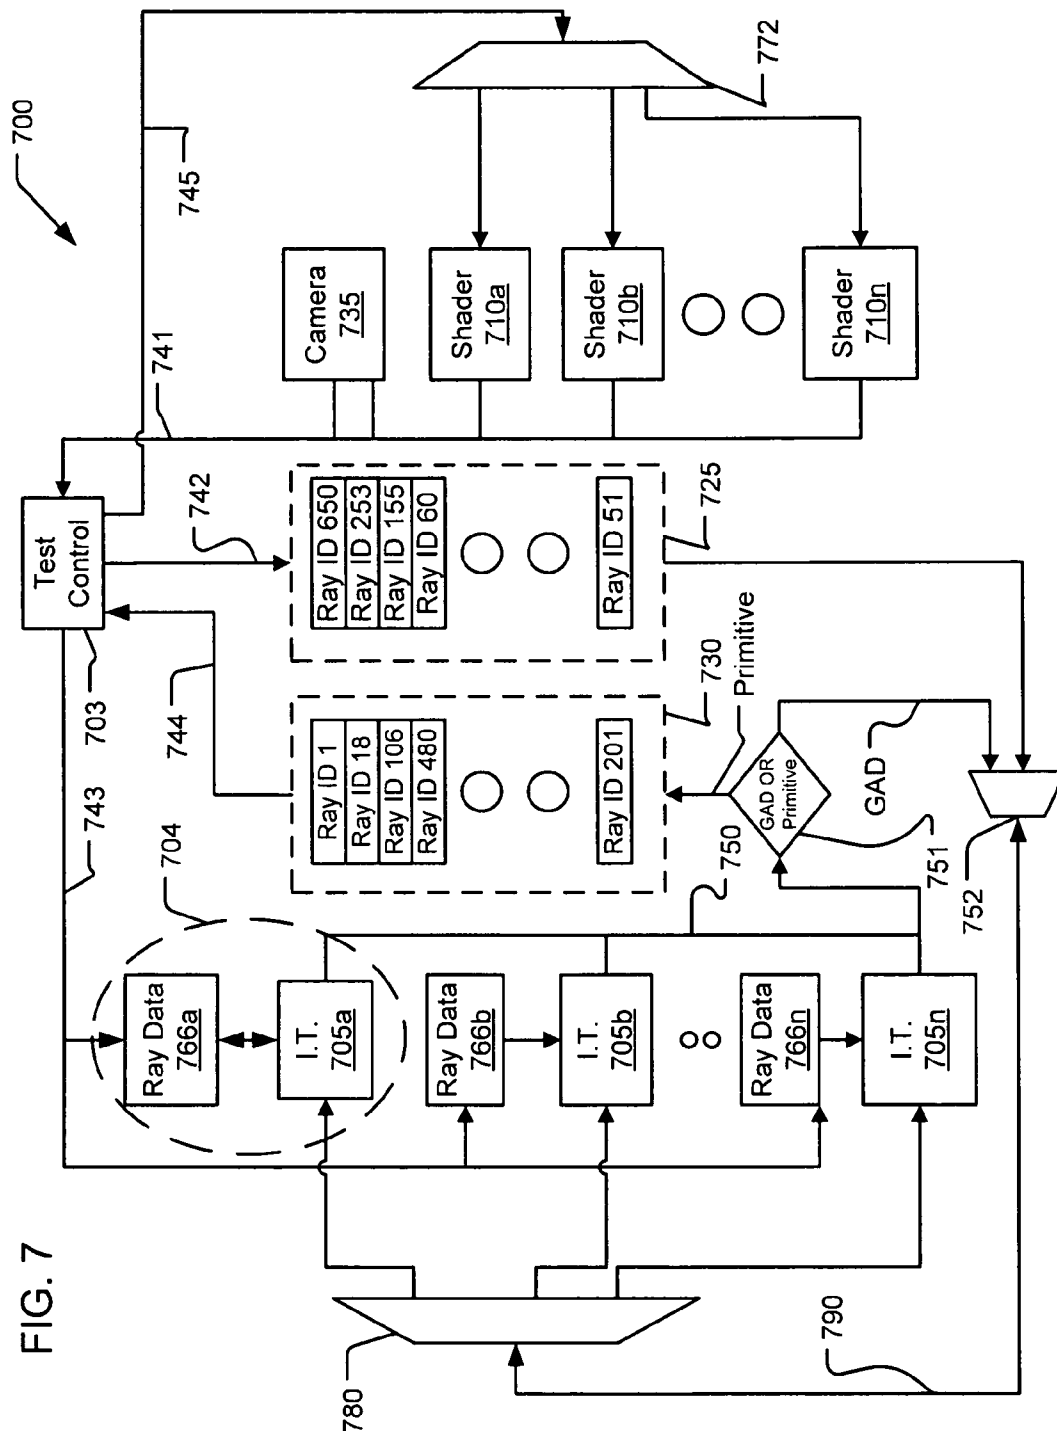 FIG. 7
700
Test
Control
703
741
742
743
744
745
704
Ray Data
766a
I.T.
705a
Ray Data
766b
I.T.
705b
Ray Data
766n
I.T.
705n
Ray ID 1
Ray ID 18
Ray ID 106
Ray ID 480
Ray ID 201
730
Ray ID 650
Ray ID 253
Ray ID 155
Ray ID 60
Ray ID 51
725
Camera
735
Shader
710a
Shader
710b
Shader
710n
772
Primitive
GAD OR
Primitive
GAD
750
751
752
780
790